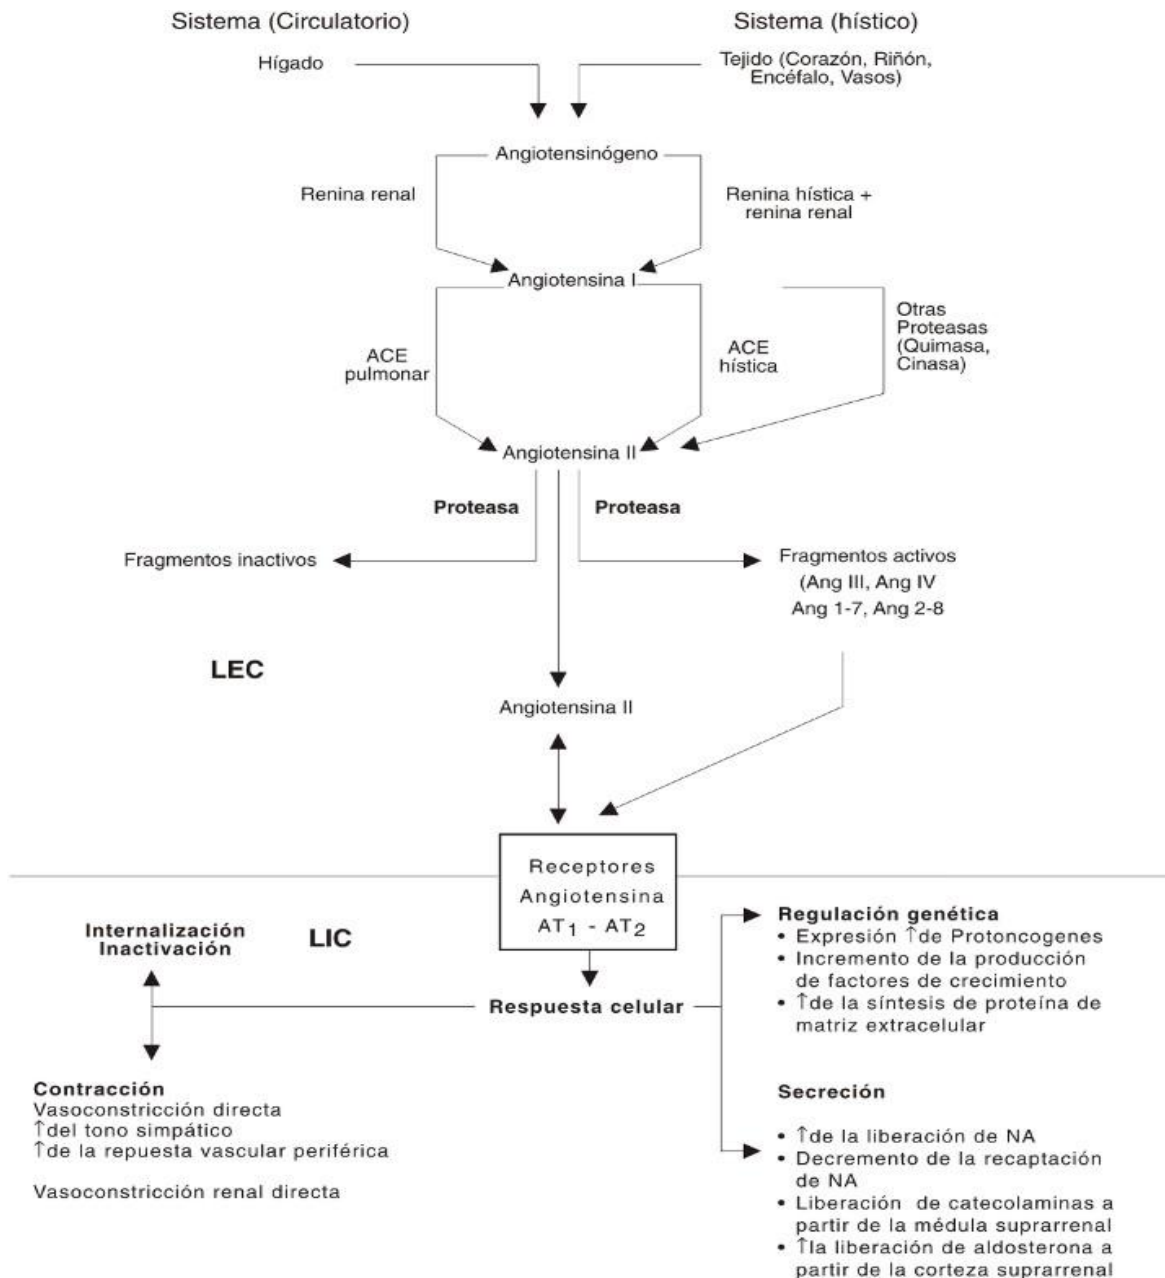 Sistema (Circulatorio)
Sistema (hístico)
Hígado
Tejido (Corazón, Riñón,
Encéfalo, Vasos)
Angiotensinógeno
Renina renal
Renina hística +
renina renal
Angiotensina I
ACE
pulmonar
ACE
hística
Otras
Proteasas
(Quimasa,
Cinasa)
Angiotensina II
Proteasa
Proteasa
Fragmentos inactivos
Fragmentos activos
(Ang III, Ang IV
Ang 1-7, Ang 2-8
LEC
Angiotensina II
Receptores
Angiotensina
AT1 - AT2
LIC
Internalización
Inactivación
Respuesta celular
Contracción
Vasoconstricción directa
↑del tono simpático
↑de la repuesta vascular periférica
Vasoconstricción renal directa
Regulación genética
• Expresión ↑de Protoncogenes
• Incremento de la producción
de factores de crecimiento
• ↑de la síntesis de proteína de
matriz extracelular
Secreción
• ↑de la liberación de NA
• Decremento de la recaptación
de NA
• Liberación de catecolaminas a
partir de la médula suprarrenal
• ↑la liberación de aldosterona a
partir de la corteza suprarrenal